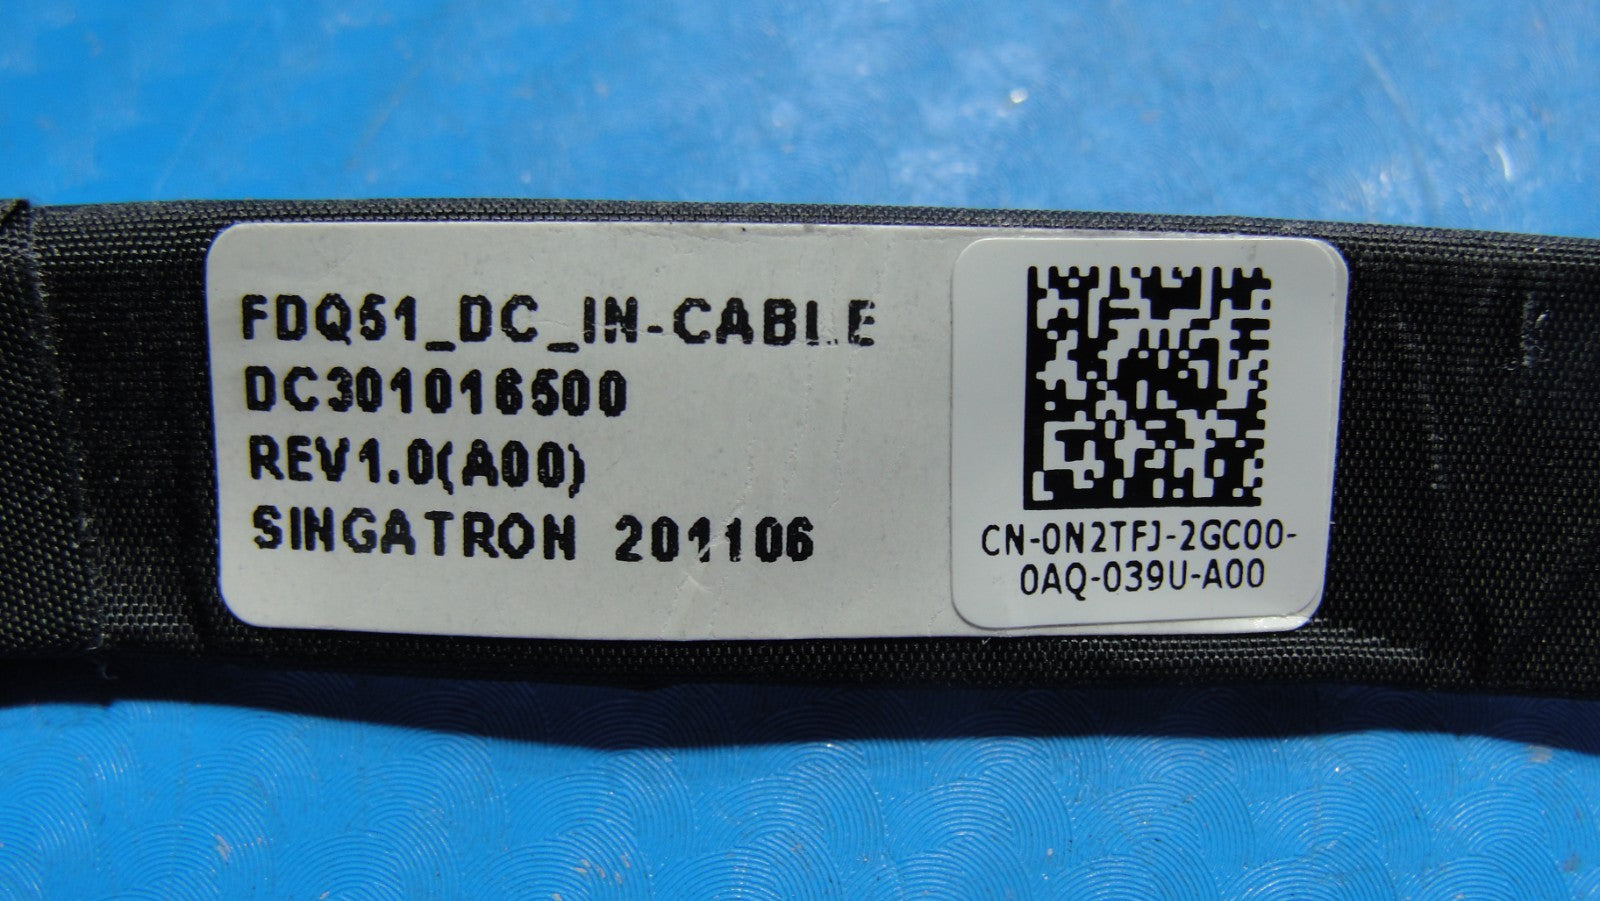 FDQ51_DC_IN-CABLE
DC301016500
REV1.0(A00)
SINGATRON 201106
CN-0N2TFJ-2GC00-
0AQ-039U-A00